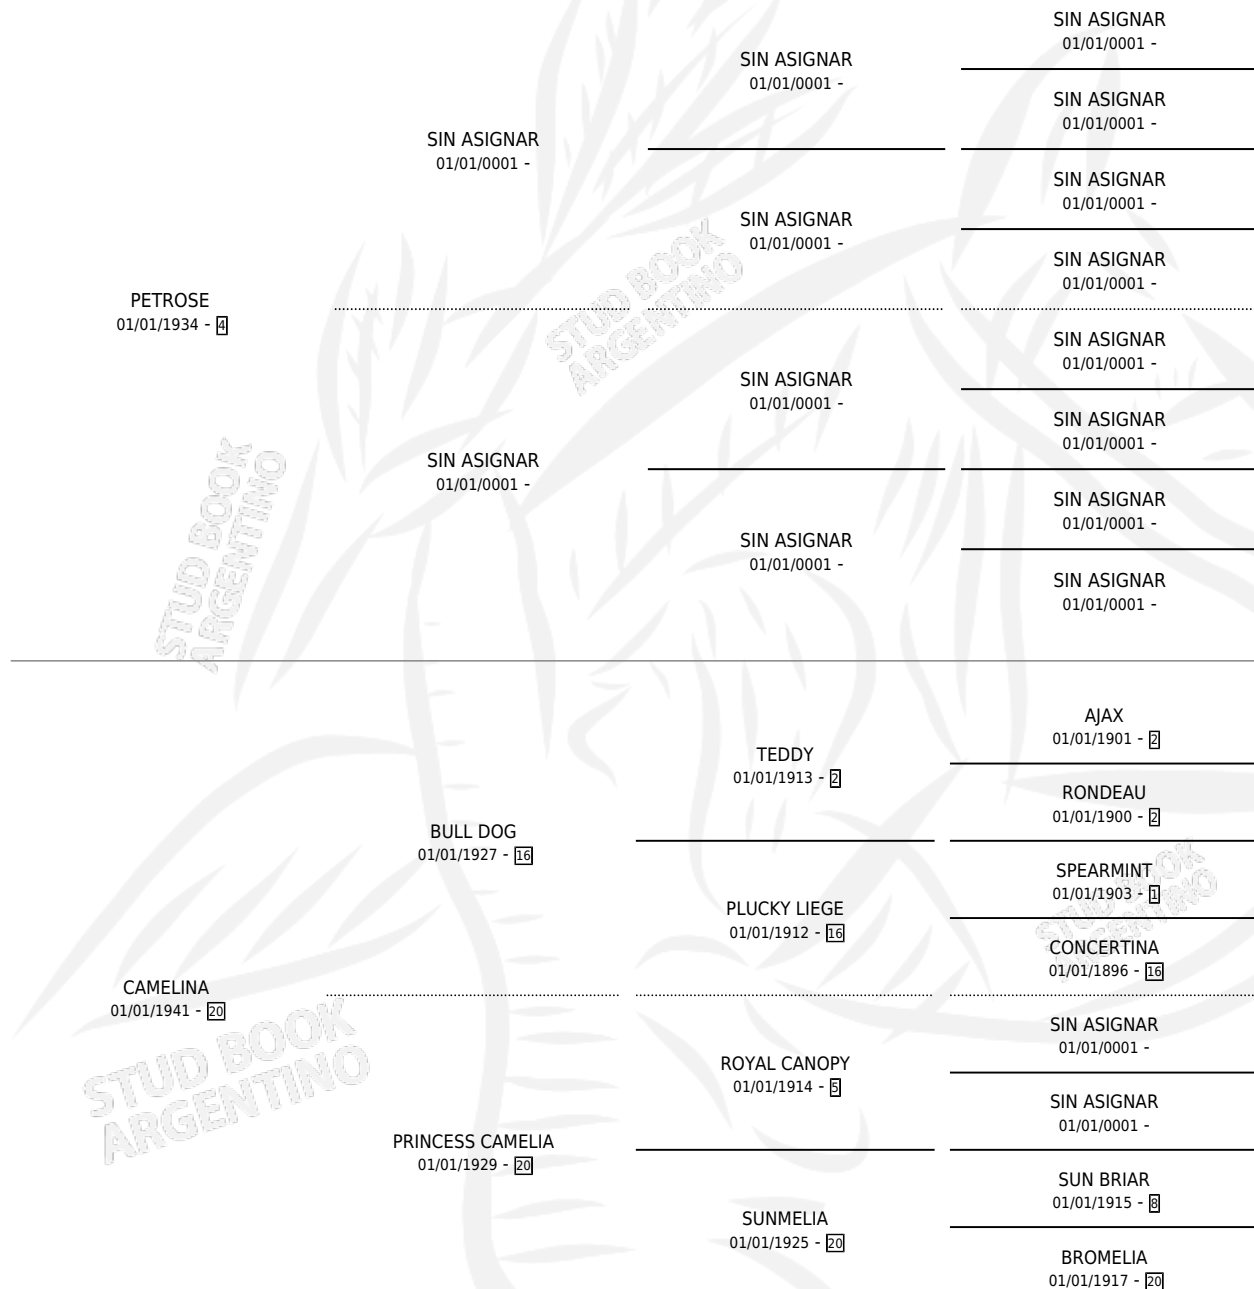 SIN ASIGNAR
01/01/0001 -
SIN ASIGNAR
01/01/0001 -
SIN ASIGNAR
01/01/0001 -
SIN ASIGNAR
01/01/0001 -
SIN ASIGNAR
01/01/0001 -
SIN ASIGNAR
01/01/0001 -
SIN ASIGNAR
01/01/0001 -
PETROSE
01/01/1934 - 4
SIN ASIGNAR
01/01/0001 -
SIN ASIGNAR
01/01/0001 -
SIN ASIGNAR
01/01/0001 -
SIN ASIGNAR
01/01/0001 -
SIN ASIGNAR
01/01/0001 -
SIN ASIGNAR
01/01/0001 -
SIN ASIGNAR
01/01/0001 -
STUD BOOK
ARGENTINO
STUD BOOK
ARGENTINO
AJAX
01/01/1901 - 2
TEDDY
01/01/1913 - 2
RONDEAU
01/01/1900 - 2
BULL DOG
01/01/1927 - 16
SPEARMINT
01/01/1903 - 1
PLUCKY LIEGE
01/01/1912 - 16
CONCERTINA
01/01/1896 - 16
CAMELINA
01/01/1941 - 20
SIN ASIGNAR
01/01/0001 -
ROYAL CANOPY
01/01/1914 - 5
SIN ASIGNAR
01/01/0001 -
PRINCESS CAMELIA
01/01/1929 - 20
SUN BRIAR
01/01/1915 - 8
SUNMELIA
01/01/1925 - 20
BROMELIA
01/01/1917 - 20
STUD BOOK
ARGENTINO
STUD BOOK
ARGENTINO